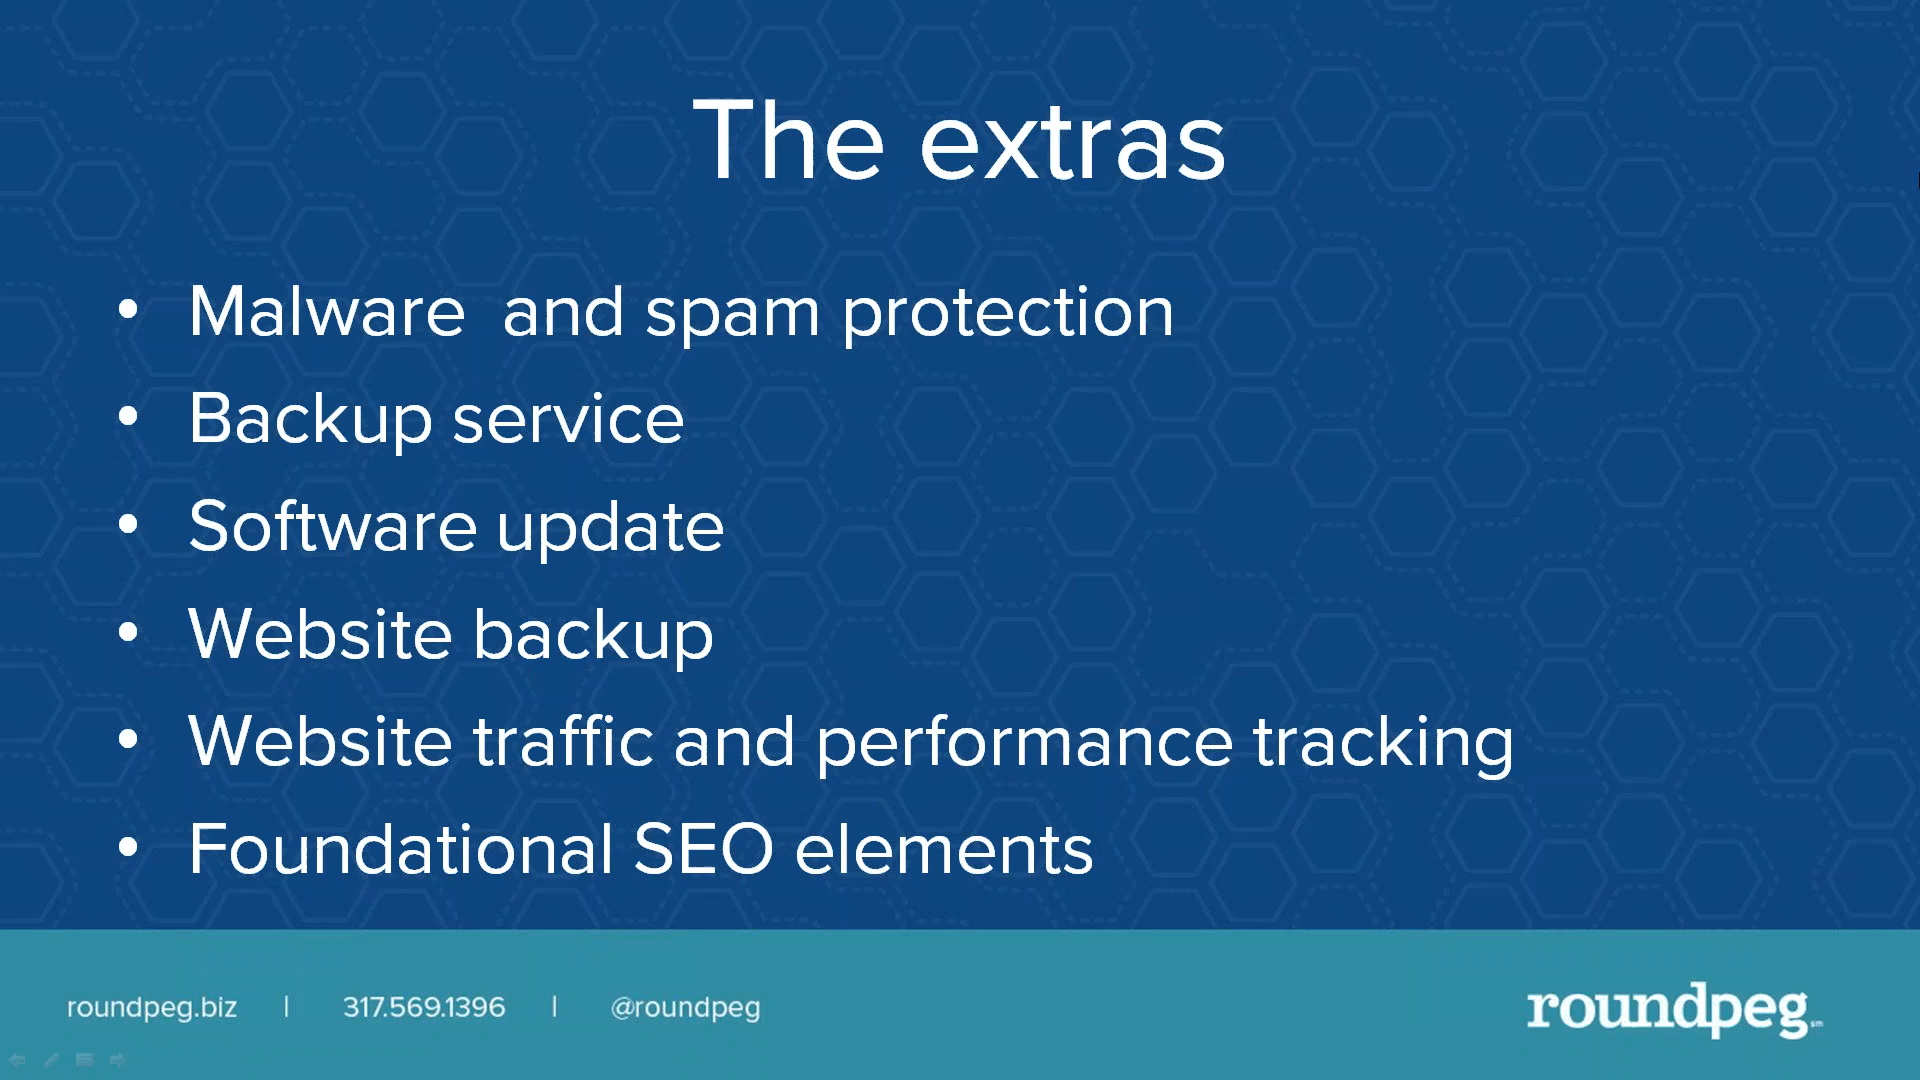 The extras
• Malware  and spam protection
• Backup service
• Software update
• Website backup
• Website traffic and performance tracking
• Foundational SEO elements
roundpeg.biz | 317.569.1396 | @roundpeg
roundpeg℠